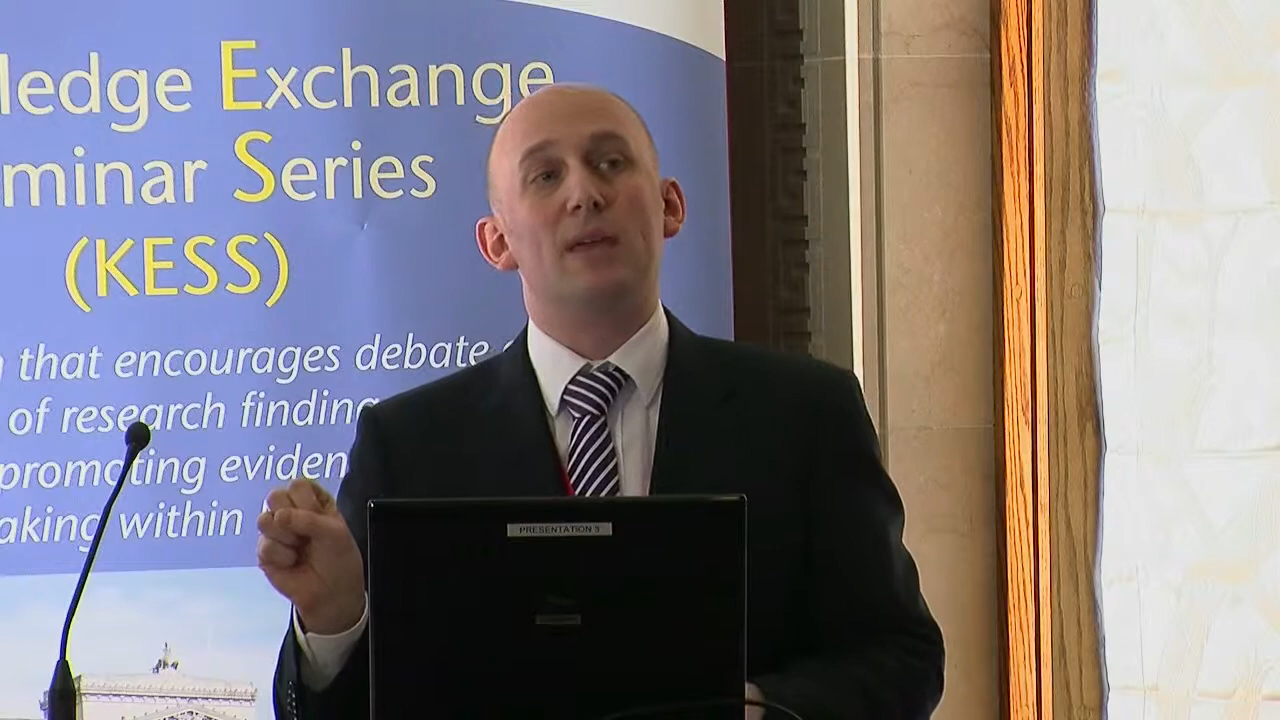 ledge Exchange
minar Series
(KESS)
that encourages debate
of research finding
promoting eviden
aking within
PRESENTATION 3